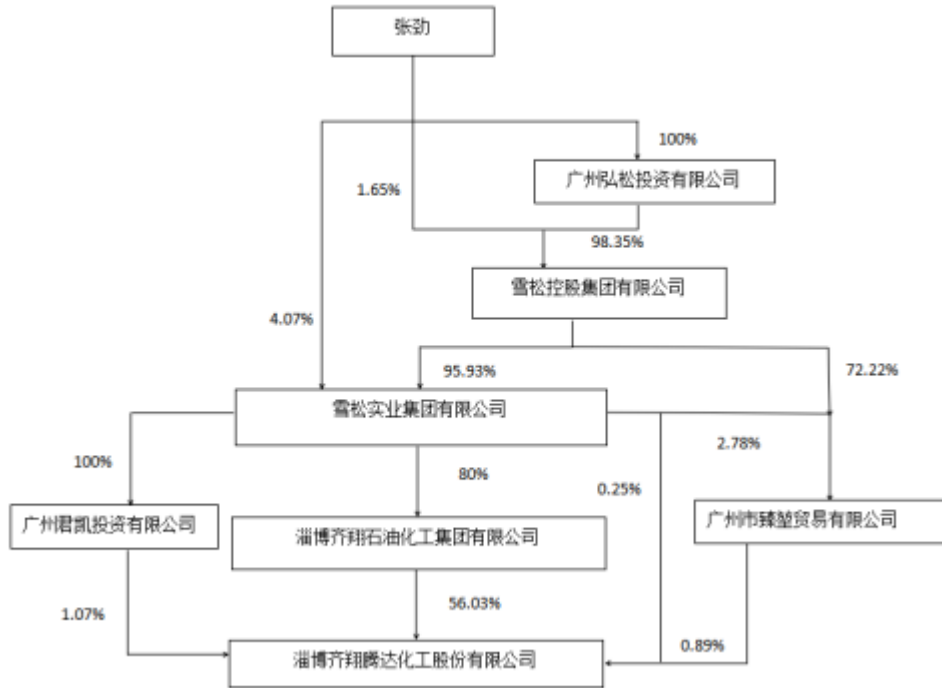 张劲
100%
广州弘松投资有限公司
1.65%
98.35%
雪松控股集团有限公司
4.07%
95.93%
72.22%
雪松实业集团有限公司
100%
80%
0.25%
2.78%
广州君凯投资有限公司
淄博齐翔石油化工集团有限公司
广州市臻堃贸易有限公司
1.07%
56.03%
0.89%
淄博齐翔腾达化工股份有限公司